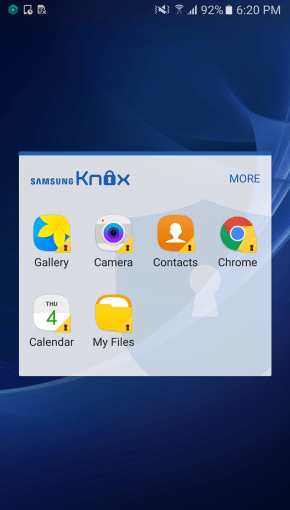 92% 6:20 PM
SAMSUNG Knox MORE
Gallery Camera Contacts Chrome
THU
4
Calendar My Files